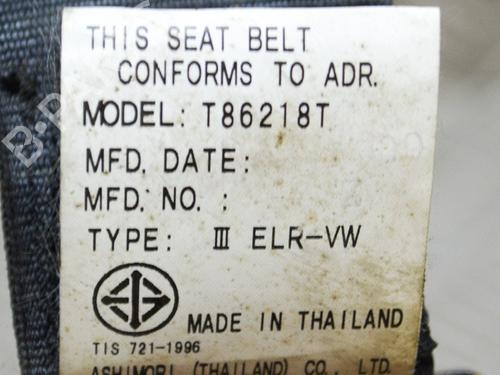 THIS SEAT BELT
CONFORMS TO ADR.
MODEL: T86218T
MFD. DATE:
MFD. NO. :
TYPE: III ELR-VW
MADE IN THAILAND
TIS 721-1996
ASHIMORI (THAILAND) CO., LTD.